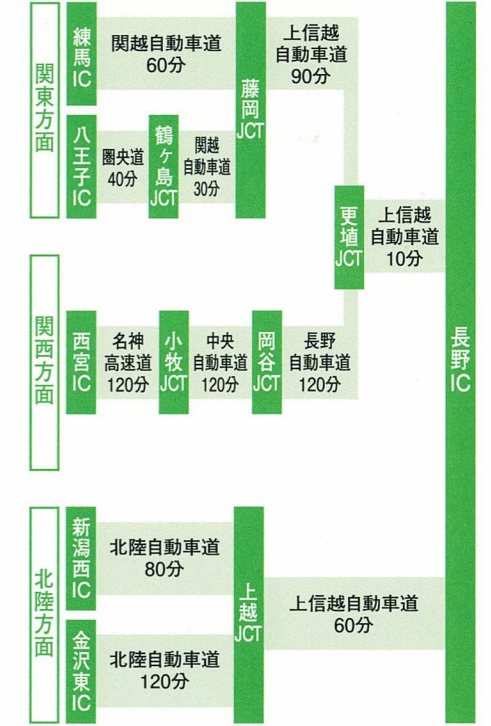 関東方面
練馬IC
関越自動車道
60分
藤岡JCT
上信越
自動車道
90分
八王子IC
圏央道
40分
鶴ヶ島JCT
関越
自動車道
30分
更埴JCT
上信越
自動車道
10分
長野IC
関西方面
西宮IC
名神
高速道
120分
小牧JCT
中央
自動車道
120分
岡谷JCT
長野
自動車道
120分
北陸方面
新潟西IC
北陸自動車道
80分
上越JCT
上信越自動車道
60分
金沢東IC
北陸自動車道
120分